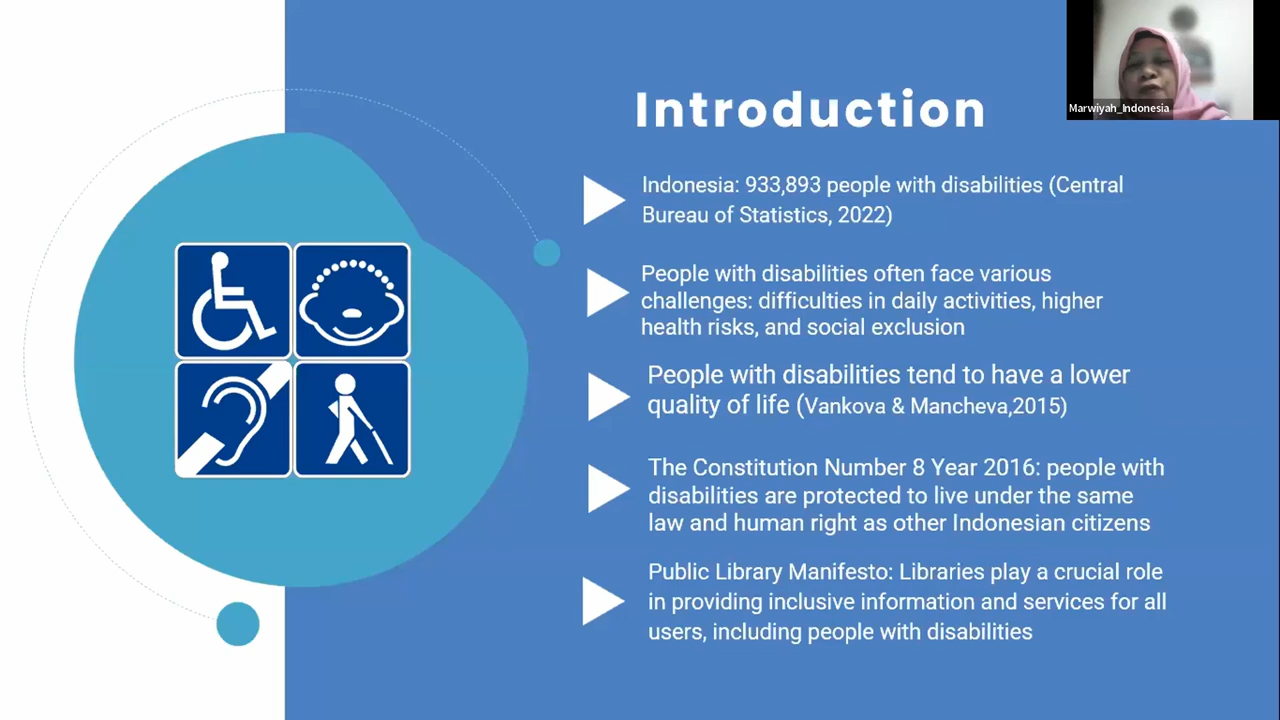 Introduction
Marwiyah_Indonesia
Indonesia: 933,893 people with disabilities (Central
Bureau of Statistics, 2022)
People with disabilities often face various
challenges: difficulties in daily activities, higher
health risks, and social exclusion
People with disabilities tend to have a lower
quality of life (Vankova & Mancheva,2015)
The Constitution Number 8 Year 2016: people with
disabilities are protected to live under the same
law and human right as other Indonesian citizens
Public Library Manifesto: Libraries play a crucial role
in providing inclusive information and services for all
users, including people with disabilities